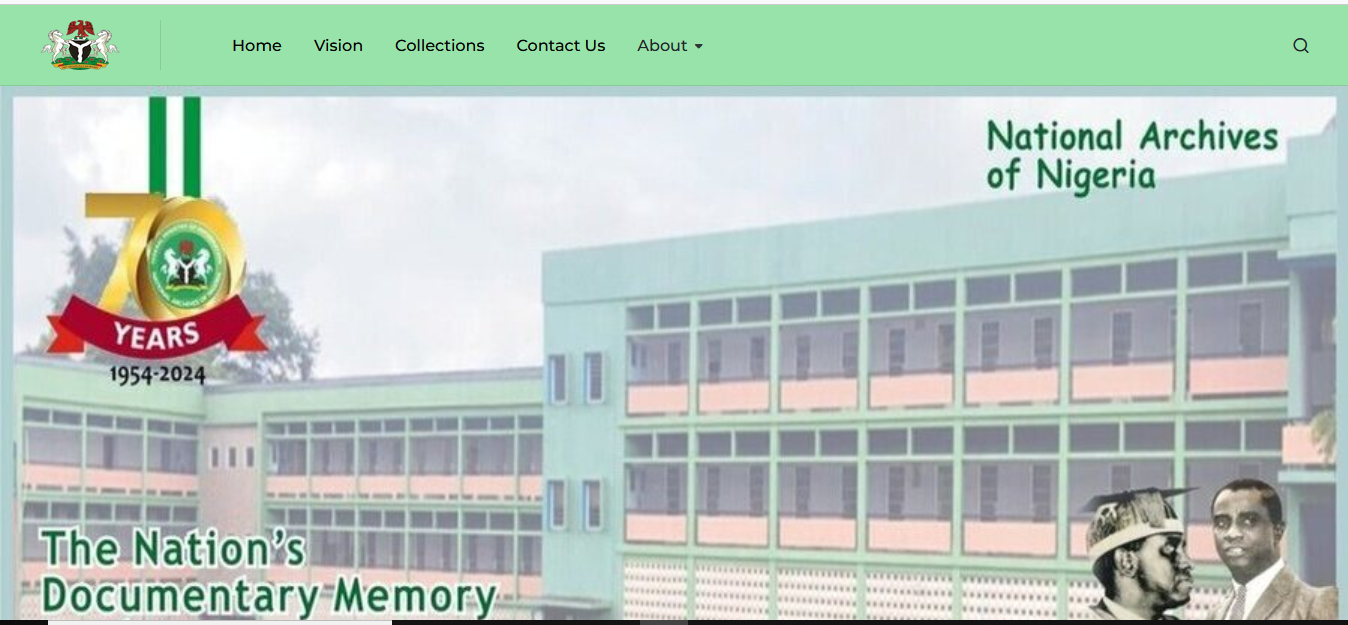 Home Vision Collections Contact Us About
National Archives
of Nigeria
70
YEARS
1954-2024
The Nation's
Documentary Memory